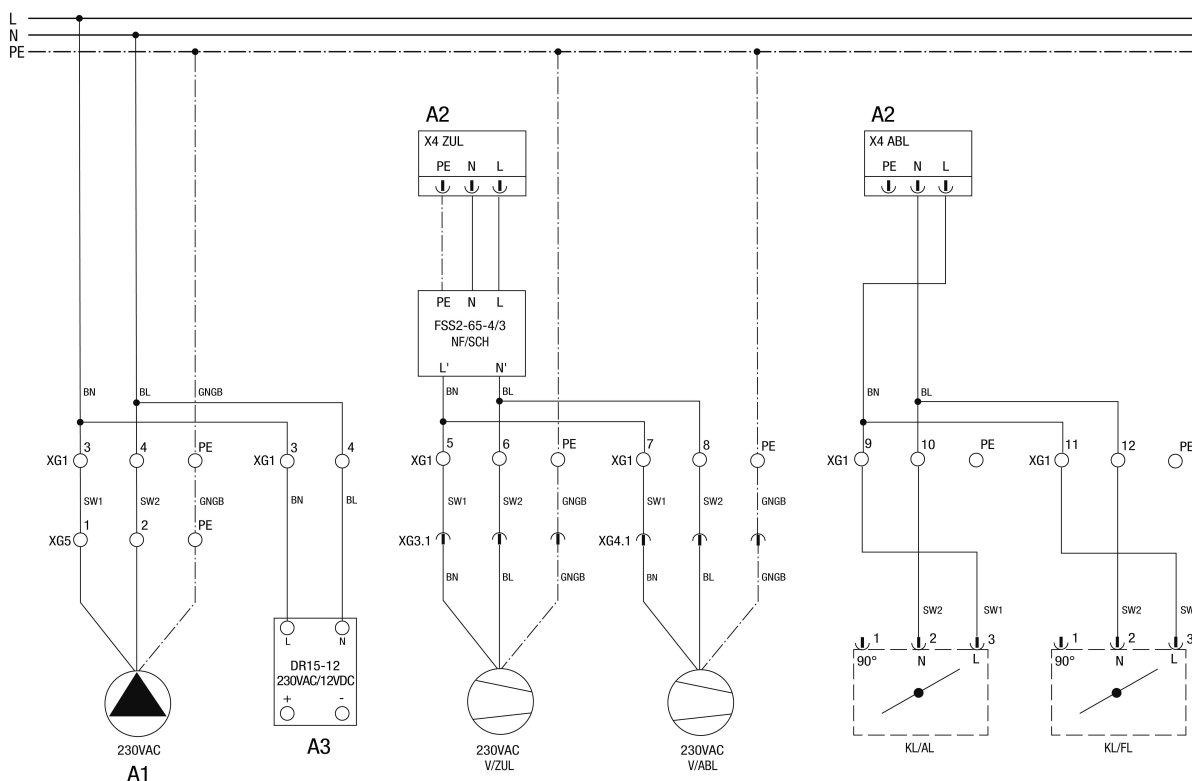 L
N
PE
A2 A2
X4 ZUL X4 ABL
PE N L PE N L
PE N L
FSS2-65-4/3
NF/SCH
L' N'
BN BL GNGB BN BL BN BL
3 4 PE 3 4 5 6 PE 7 8 PE 9 10 PE 11 12 PE
XG1 XG1 XG1 XG1 XG1 XG1
SW1 SW2 GNGB BN BL SW1 SW2 GNGB SW1 SW2 GNGB
1 2 PE
XG5 XG3.1 XG4.1
BN BL GNGB BN BL GNGB
SW2 SW1 SW2 SW
1 2 3 1 2 3
L N 90° N L 90° N L
DR15-12
230VAC/12VDC
+ -
230VAC A3 230VAC 230VAC KL/AL KL/FL
V/ZUL V/ABL
A1